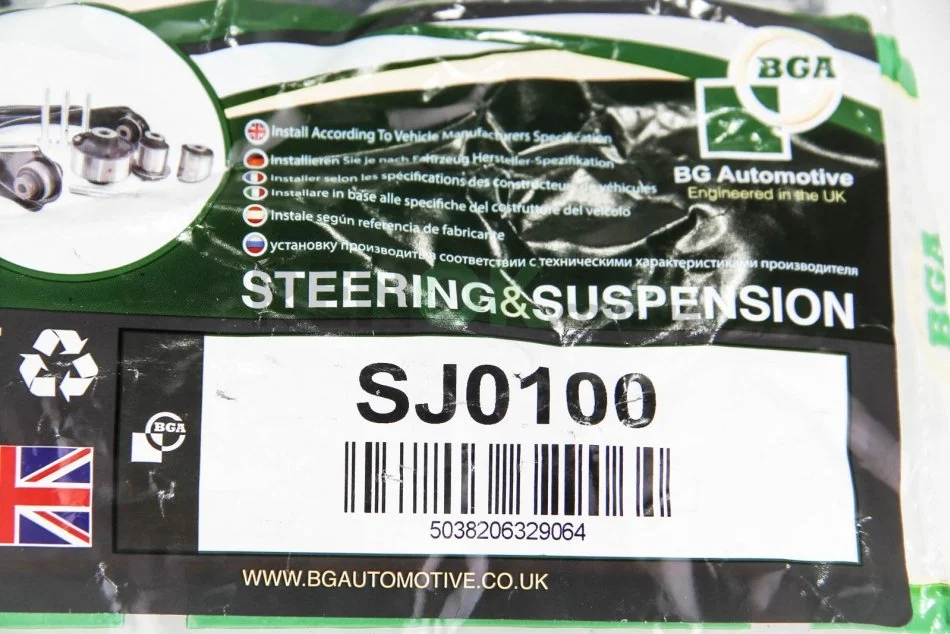 BGA
BG Automotive
Engineered in the UK
Install According To Vehicle Manufacturers Specification
Installieren Sie je nach Fahrzeug Hersteller-Spezifikation
Installer selon les spécifications des constructeurs de véhicules
Installare in base alle specifiche del costruttore del veicolo
Instale según referencia de fabricante
установку производить в соответствии с техническими характеристиками производителя
STEERING&SUSPENSION
SJ0100
BGA
5038206329064
WWW.BGAUTOMOTIVE.CO.UK
BGA